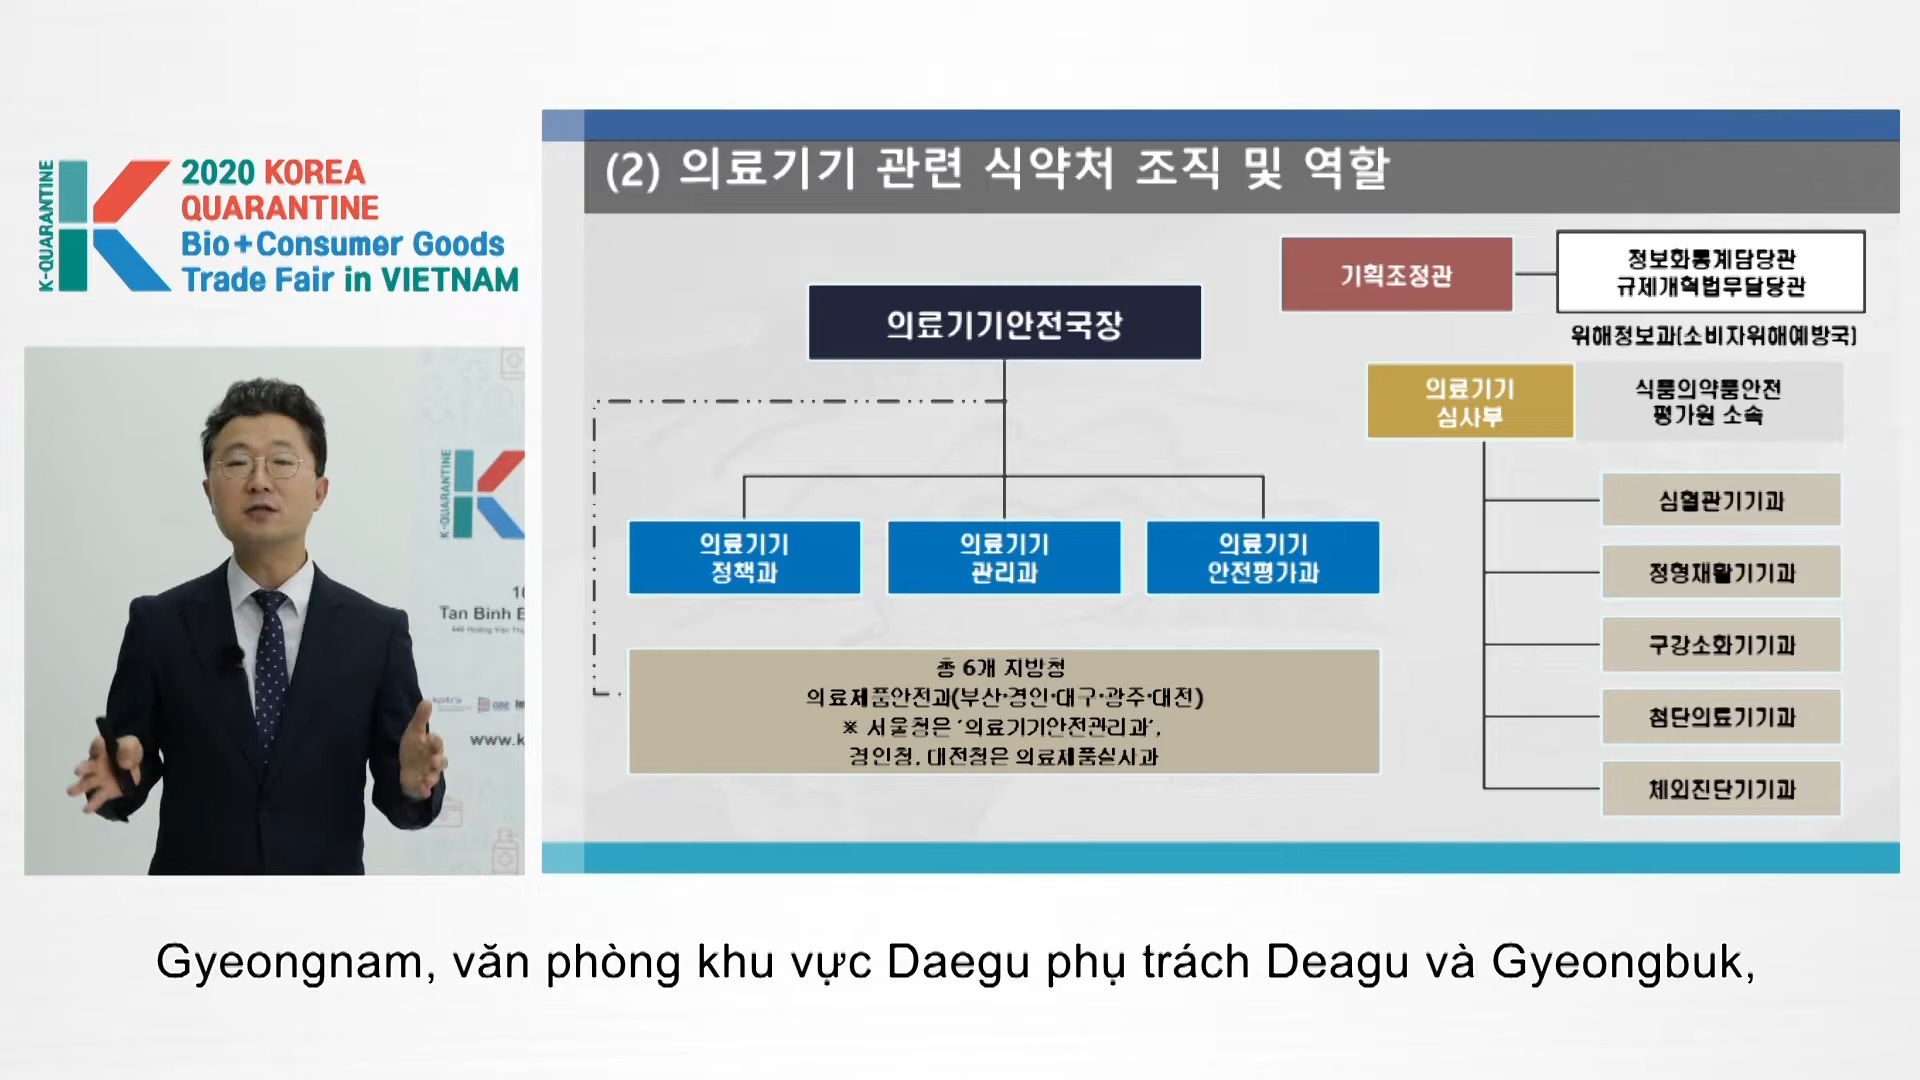 K-QUARANTINE
2020 KOREA
QUARANTINE
Bio+Consumer Goods
Trade Fair in VIETNAM
K-QUARANTINE
Tan Binh
kotra
GBE
www.k
(2) 의료기기 관련 식약처 조직 및 역할
기획조정관
정보화통계담당관
규제개혁법무담당관
위해정보과(소비자위해예방국)
의료기기안전국장
의료기기
심사부
식품의약품안전
평가원 소속
의료기기
정책과
의료기기
관리과
의료기기
안전평가과
심혈관기기과
정형재활기기과
구강소화기기과
첨단의료기기과
체외진단기기과
총 6개 지방청
의료제품안전과(부산·경인·대구·광주·대전)
※ 서울청은 '의료기기안전관리과',
경인청, 대전청은 의료제품실사과
Gyeongnam, văn phòng khu vực Daegu phụ trách Deagu và Gyeongbuk,